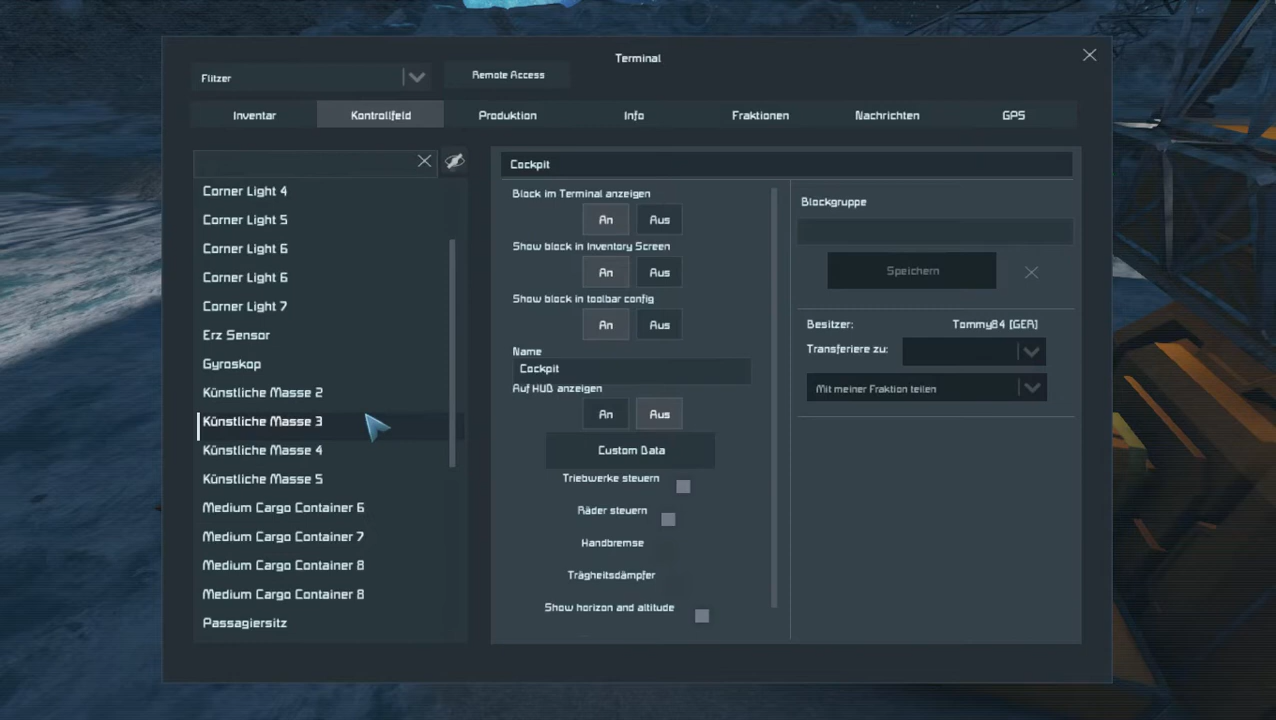 Terminal
Flitzer
Remote Access
Inventar
Kontrollfeld
Produktion
Info
Fraktionen
Nachrichten
GPS
Corner Light 4
Corner Light 5
Corner Light 6
Corner Light 6
Corner Light 7
Erz Sensor
Gyroskop
Künstliche Masse 2
Künstliche Masse 3
Künstliche Masse 4
Künstliche Masse 5
Medium Cargo Container 6
Medium Cargo Container 7
Medium Cargo Container 8
Medium Cargo Container 8
Passagiersitz
Cockpit
Block im Terminal anzeigen
An Aus
Show block in Inventory Screen
An Aus
Show block in toolbar config
An Aus
Name
Cockpit
Auf HUD anzeigen
An Aus
Custom Data
Triebwerke steuern
Räder steuern
Handbremse
Trägheitsdämpfer
Show horizon and altitude
Blockgruppe
Speichern
Besitzer: Tommy84 [GER]
Transferiere zu:
Mit meiner Fraktion teilen